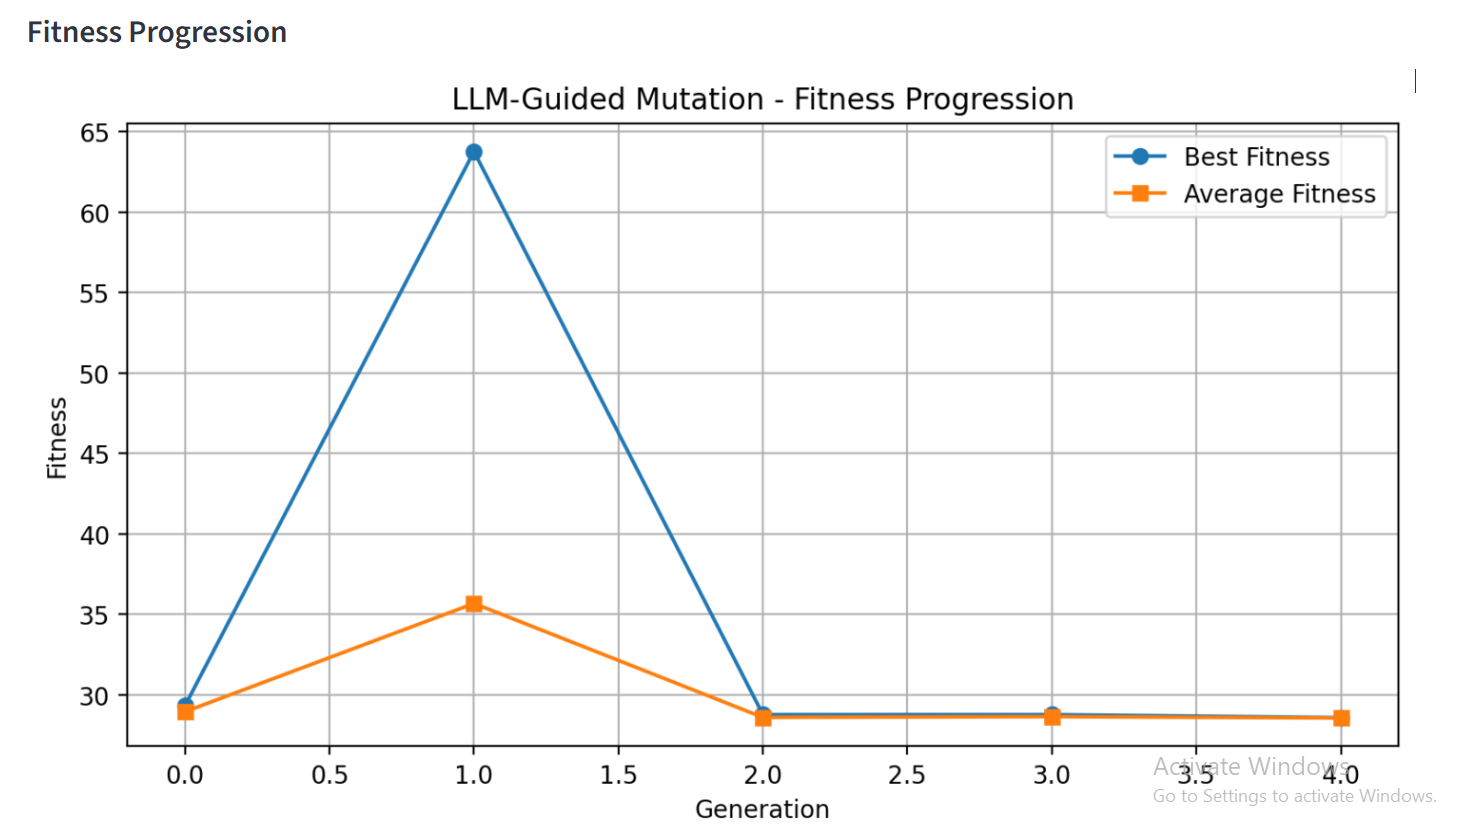 Fitness Progression
LLM-Guided Mutation - Fitness Progression
65
60
55
50
45
40
35
30
Fitness
Best Fitness
Average Fitness
0.0 0.5 1.0 1.5 2.0 2.5 3.0 3.5 4.0
Generation
Activate Windows
Go to Settings to activate Windows.